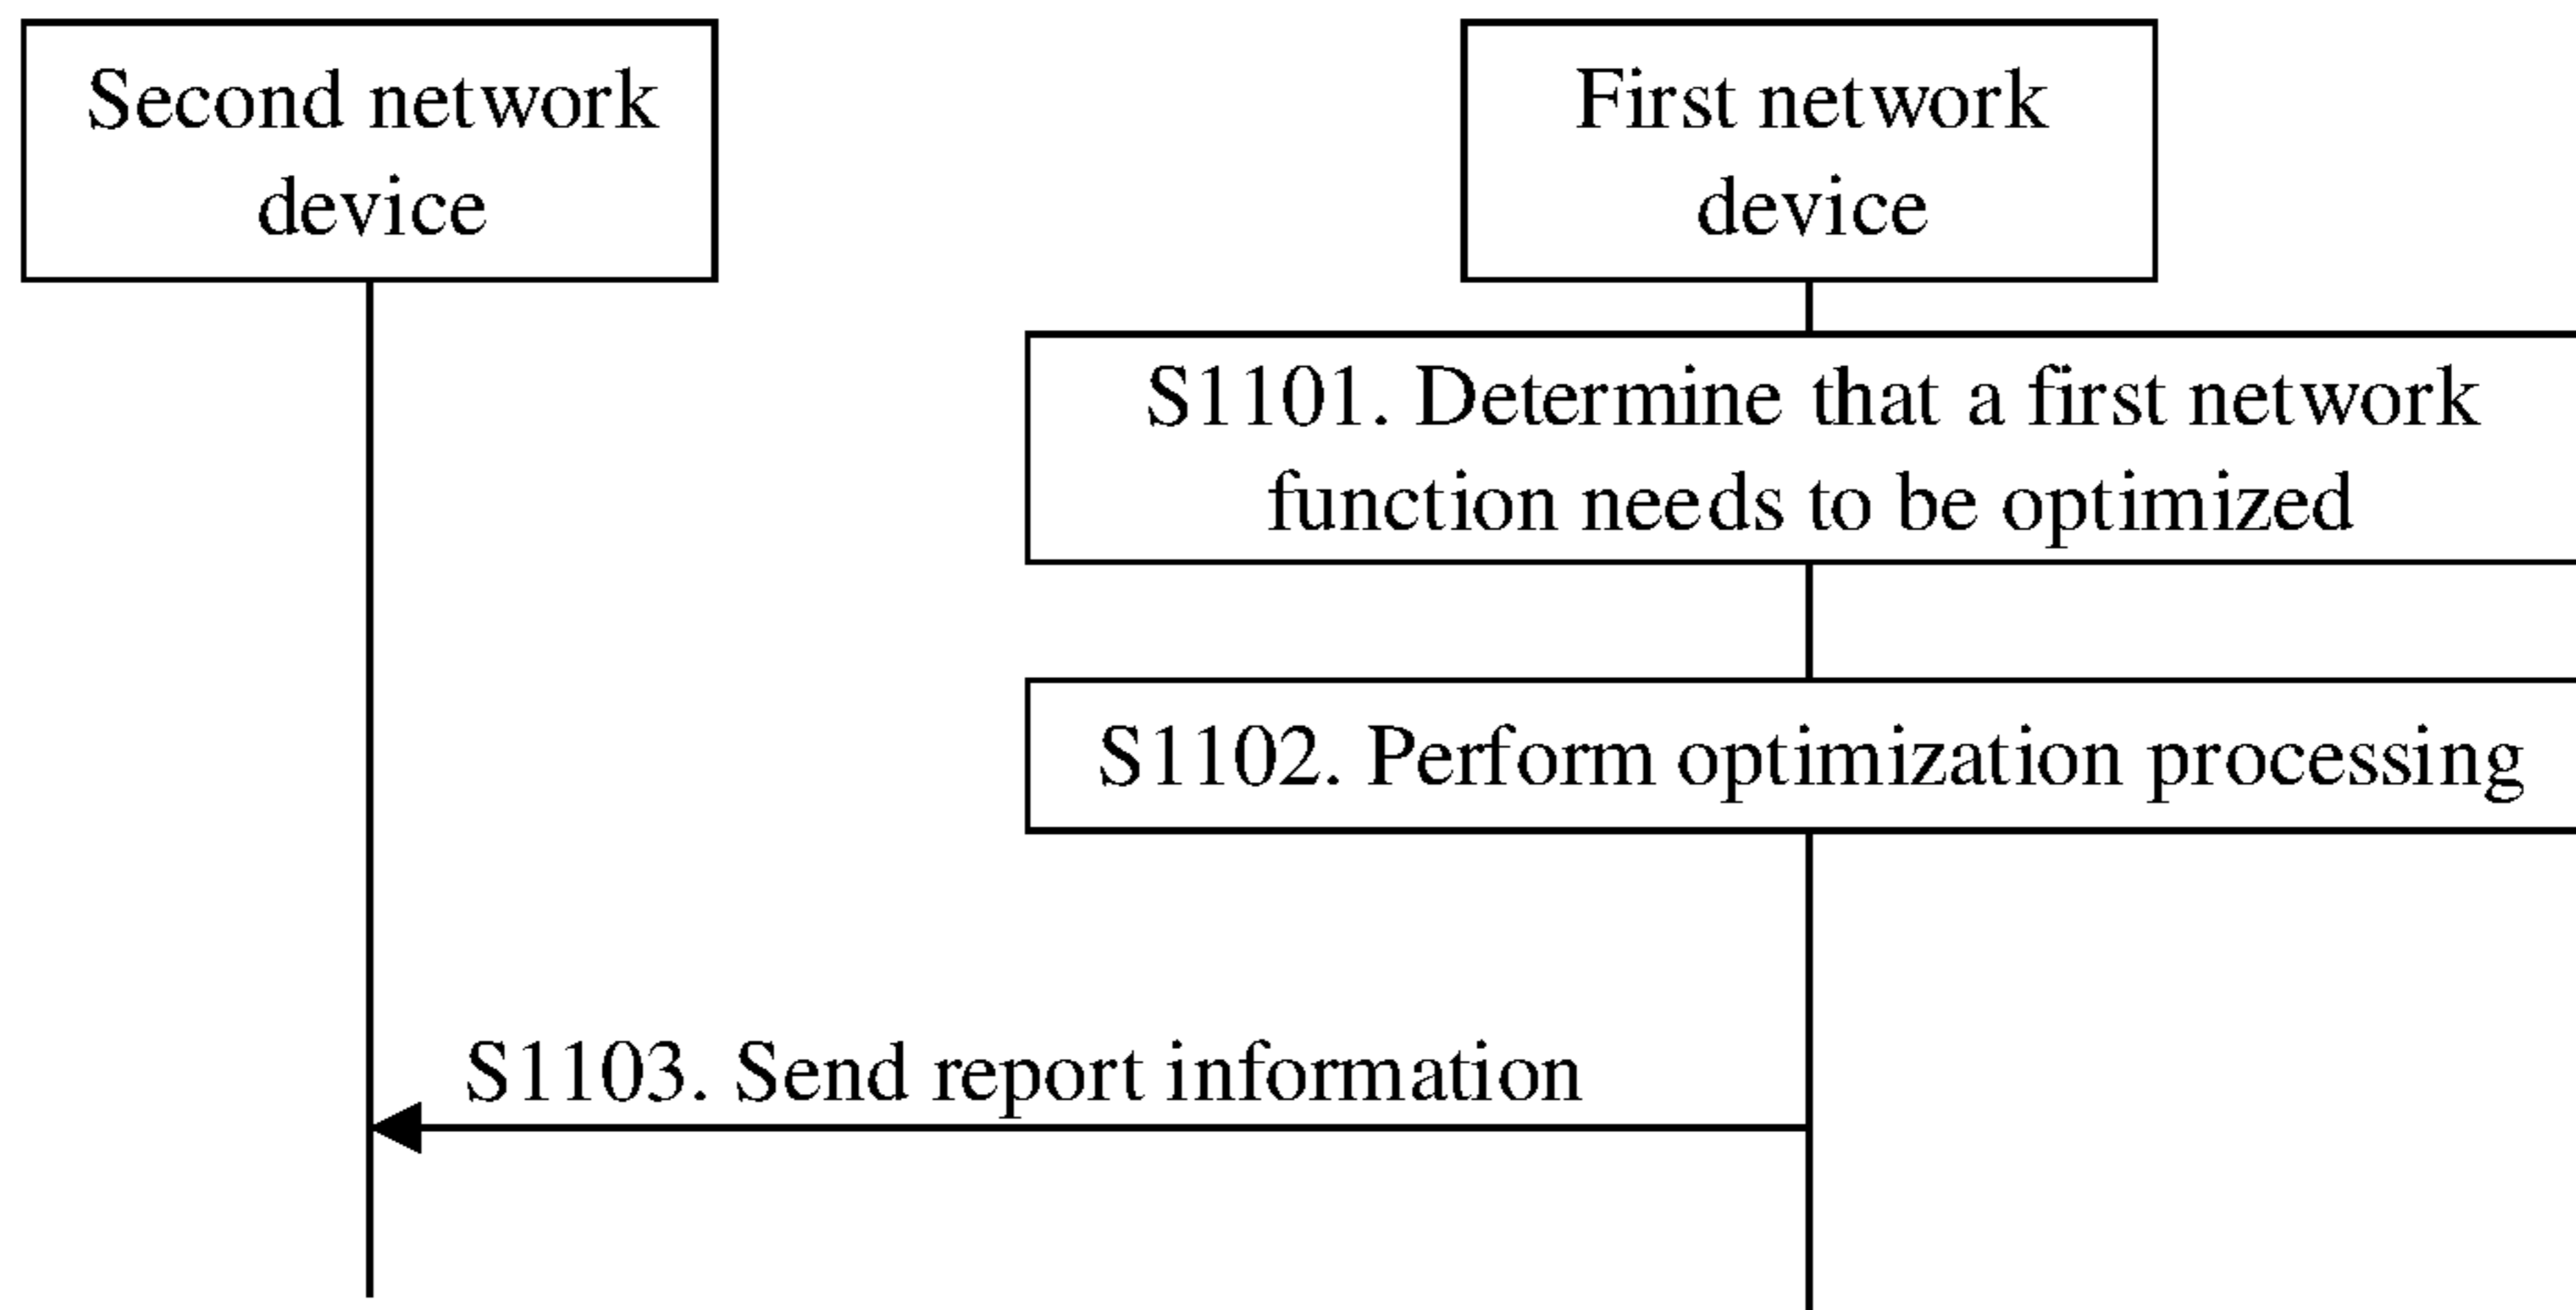 Second network
device
First network
device
S1101. Determine that a first network
function needs to be optimized
S1102. Perform optimization processing
S1103. Send report information